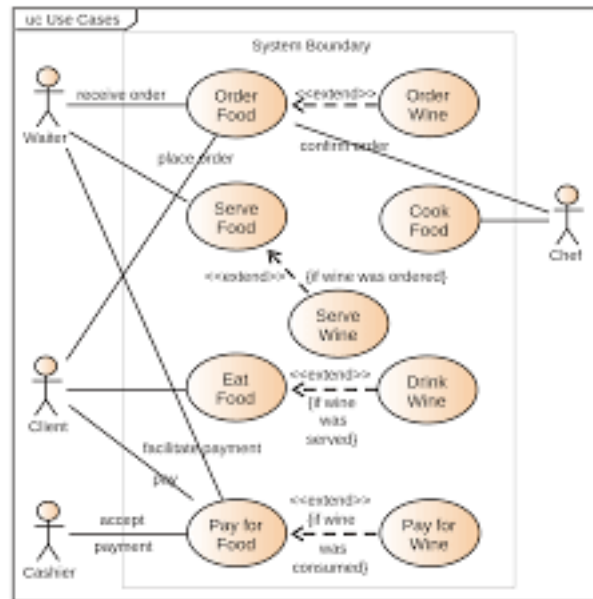 uc Use Cases
System Boundary
receive order
Order
Food
<<extend>>
Order
Wine
Waiter
place order
confirm order
Serve
Food
Cook
Food
Chef
<<extend>>
{if wine was ordered}
Serve
Wine
Eat
Food
<<extend>>
{if wine
was
served}
Drink
Wine
Client
facilitate payment
pay
accept
payment
Cashier
Pay for
Food
<<extend>>
{if wine
was
consumed}
Pay for
Wine